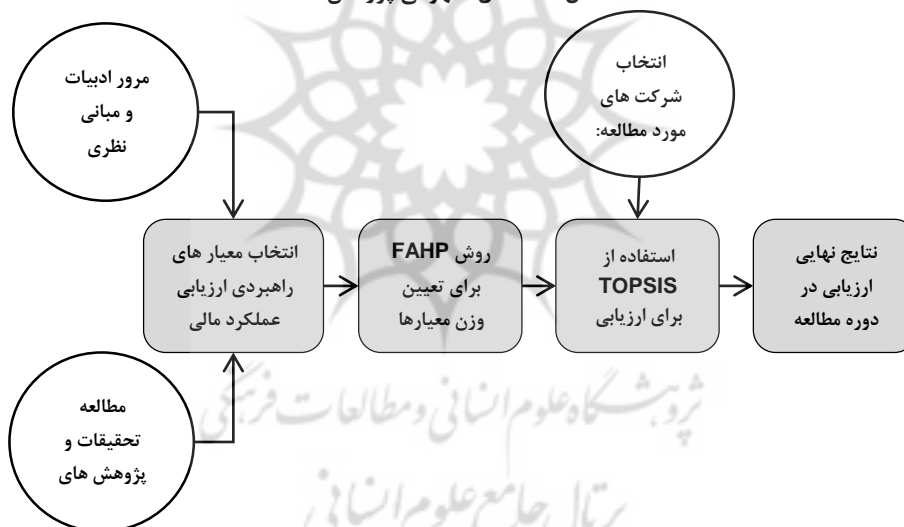 مرور ادبیات
و مبانی
نظری
انتخاب
شرکت های
مورد مطالعه:
انتخاب معیار های
راهبردی ارزیابی
عملکرد مالی
روش FAHP
برای تعیین
وزن معیارها
استفاده از
TOPSIS
برای ارزیابی
نتایج نهایی
ارزیابی در
دوره مطالعه
مطالعه
تحقیقات و
پژوهش های
پژوهشگاه علوم انسانی و مطالعات فرهنگی
پرتال جامع علوم انسانی